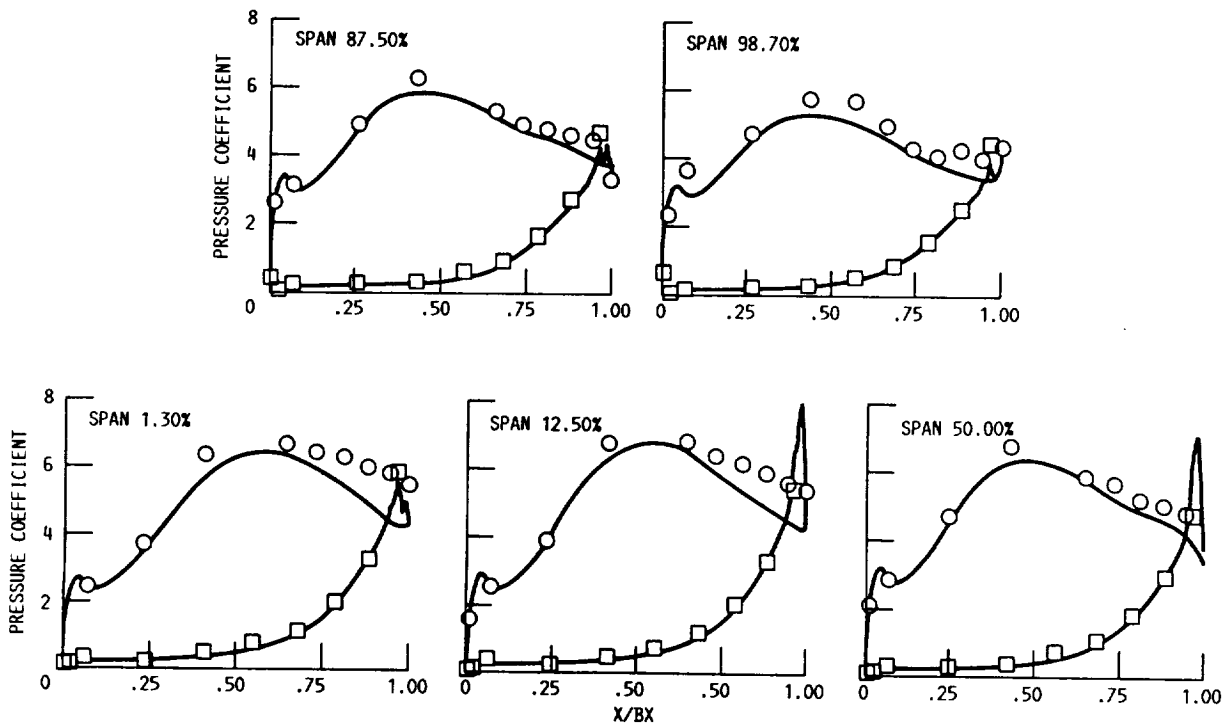 SPAN 87.50%
PRESSURE COEFFICIENT
8
6
4
2
0
0 .25 .50 .75 1.00
SPAN 98.70%
0 .25 .50 .75 1.00
SPAN 1.30%
PRESSURE COEFFICIENT
8
6
4
2
0
0 .25 .50 .75 1.00
SPAN 12.50%
0 .25 .50 .75 1.00
X/BX
SPAN 50.00%
0 .25 .50 .75 1.00